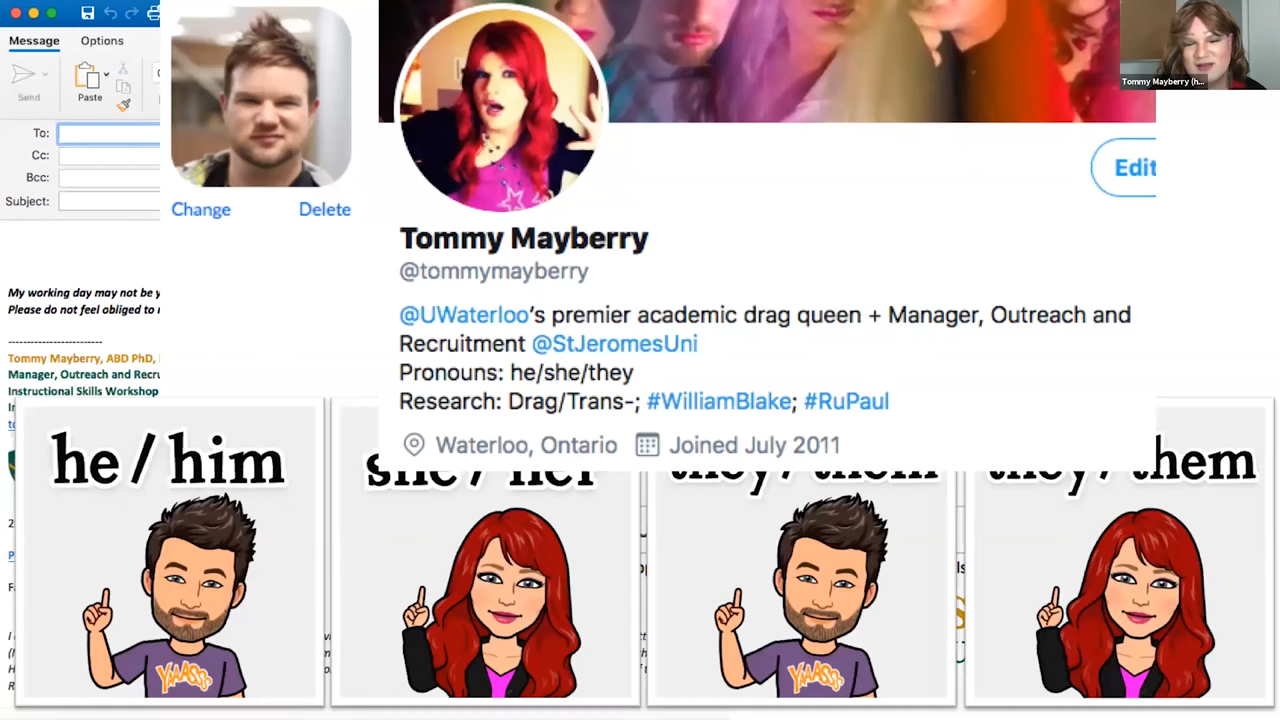 Message
Options
Send
Paste
To:
Cc:
Bcc:
Subject:
Change
Delete
Tommy Mayberry (h...
Edit
Tommy Mayberry
@tommymayberry
@UWaterloo's premier academic drag queen + Manager, Outreach and
Recruitment @StJeromesUni
Pronouns: he/she/they
Research: Drag/Trans-; #WilliamBlake; #RuPaul
Waterloo, Ontario
Joined July 2011
My working day may not be
Please do not feel obliged to
-------------------------
Tommy Mayberry, ABD PhD,
Manager, Outreach and
Instructional Skills Workshop
he / him
she / her
they / them
they / them
YAAASSS
YAAASSS